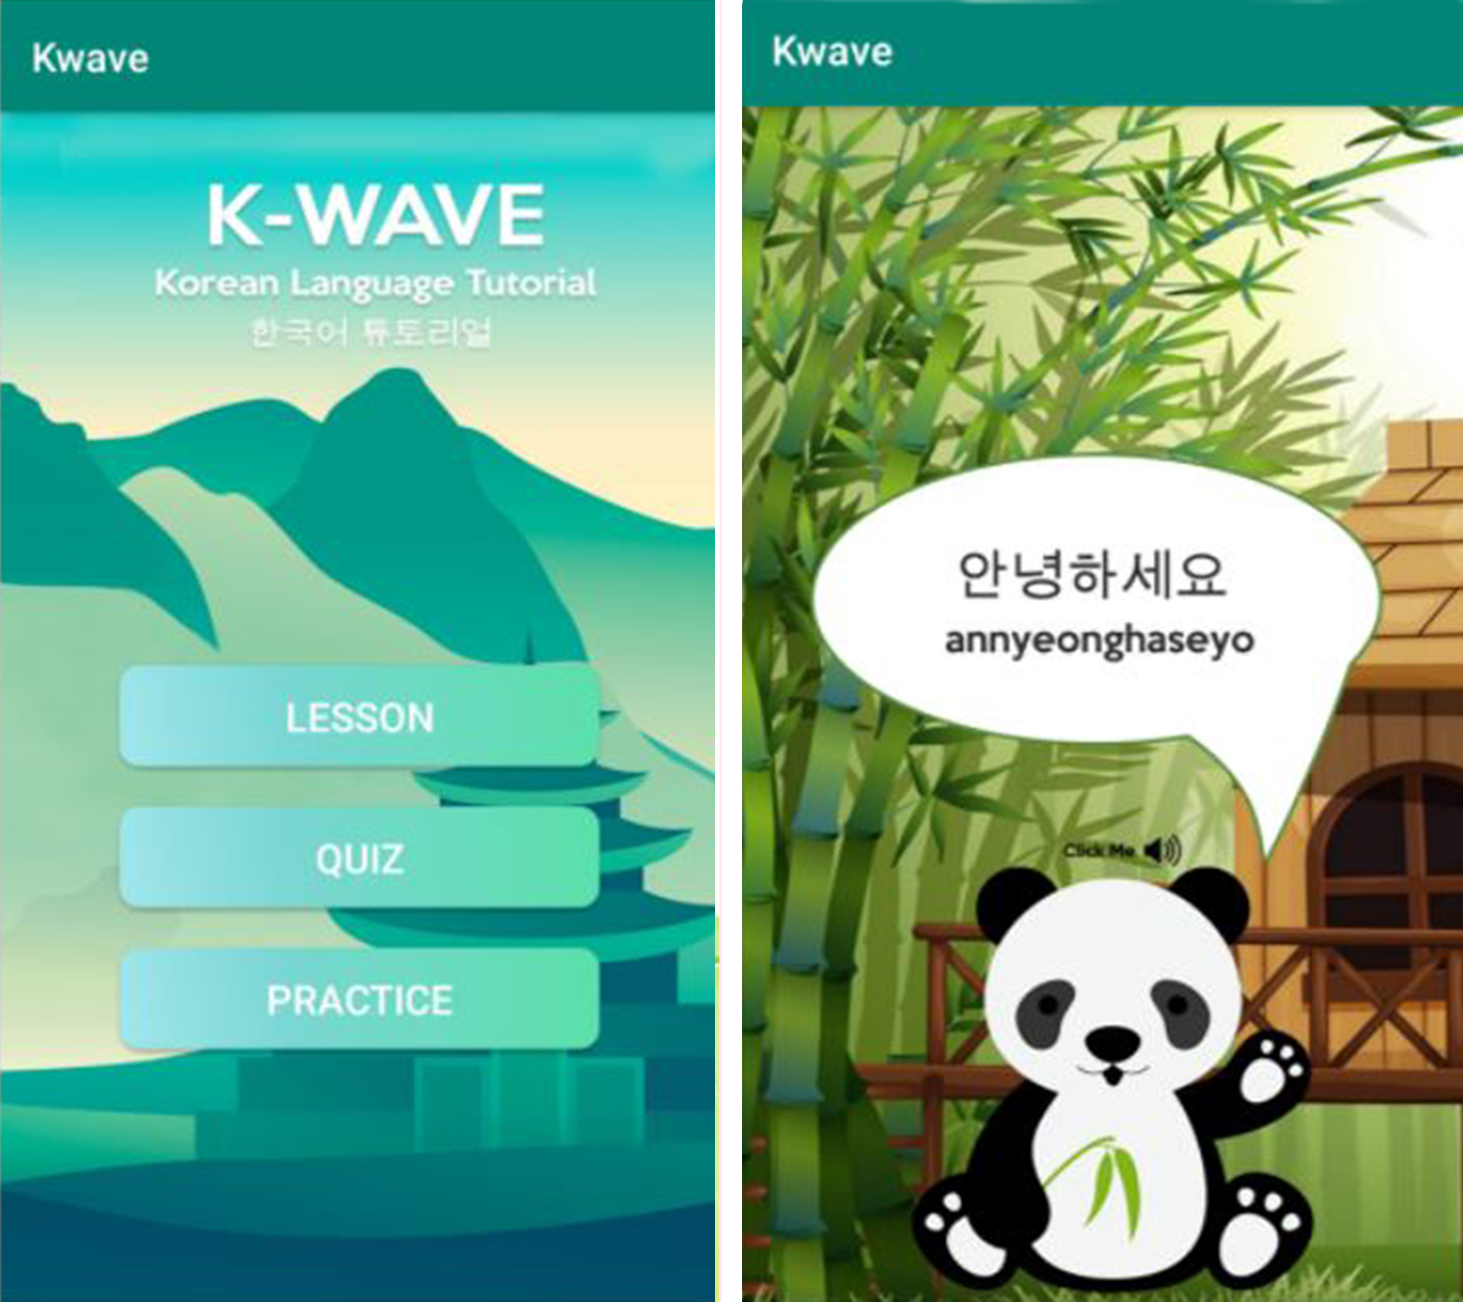 Kwave
K-WAVE
Korean Language Tutorial
한국어 튜토리얼
LESSON
QUIZ
PRACTICE
Kwave
안녕하세요
annyeonghaseyo
Click Me